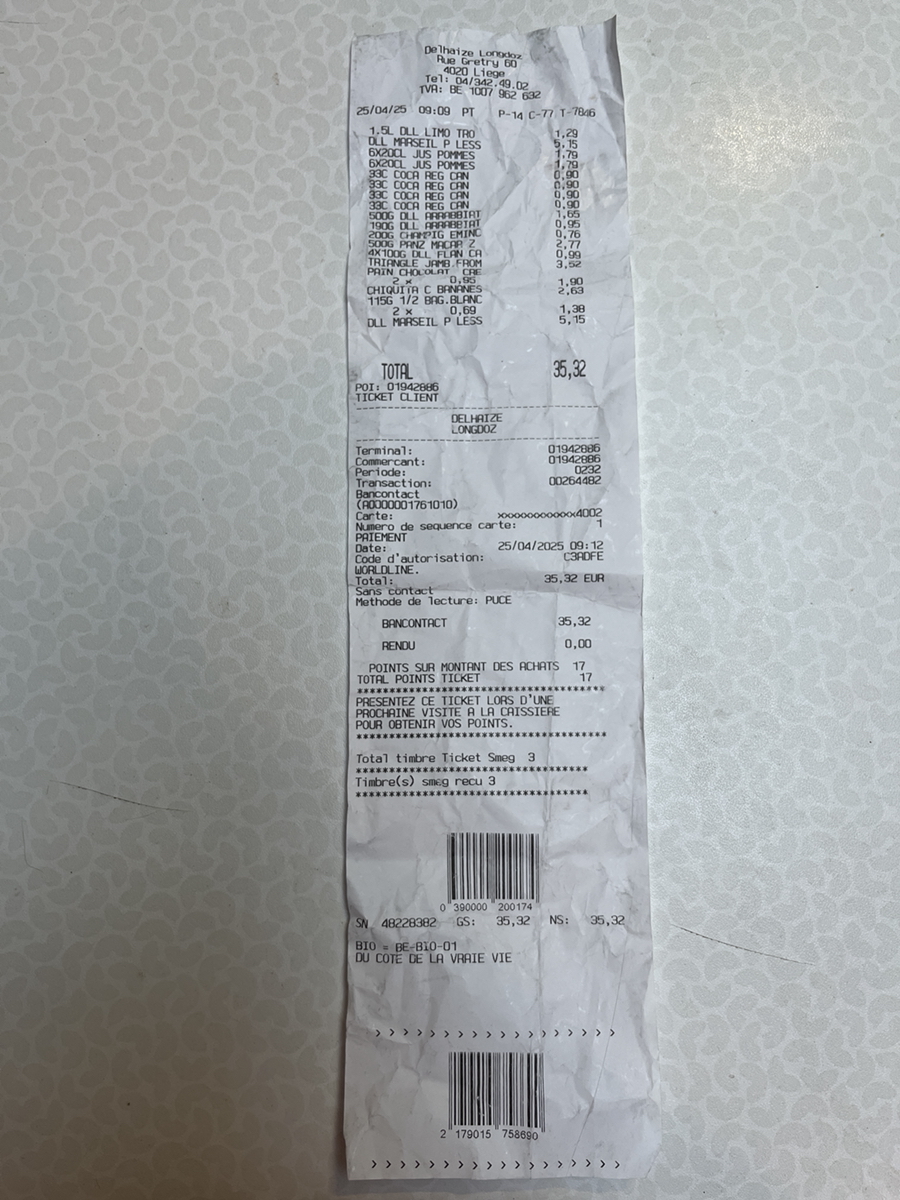 Delhaize Longdoz
Rue Gretry 60
4020 Liege
Tel: 04/342.49.02
TVA: BE 1007 962 632
25/04/25 09:09 PT P-14 C-77 T-7846
1,5L DLL LIMO TRO 1,29
DLL MARSEIL P LESS 5,15
6X20CL JUS POMMES 1,79
6X20CL JUS POMMES 1,79
33C COCA REG CAN 0,90
33C COCA REG CAN 0,90
33C COCA REG CAN 0,90
33C COCA REG CAN 0,90
500G DLL ARRABBIAT 1,65
190G DLL ARRABBIAT 0,95
200G CHAMPIG EMINC 0,76
500G PANZ MACAR Z 2,77
4X100G DLL FLAN CA 0,99
TRIANGLE JAMB.FROM 3,52
PAIN CHOCOLAT CRE
2 x 0,95 1,90
CHIQUITA C BANANES 2,63
115G 1/2 BAG.BLANC
2 x 0,69 1,38
DLL MARSEIL P LESS 5,15
TOTAL 35,32
POI: 01942886
TICKET CLIENT
DELHAIZE
LONGDOZ
Terminal: 01942886
Commercant: 01942886
Periode: 0232
Transaction: 00264482
Bancontact
(A0000001761010)
Carte: xxxxxxxxxxxxx4002
Numero de sequence carte: 1
PAIEMENT
Date: 25/04/2025 09:12
Code d'autorisation: C3ADFE
WORLDLINE.
Total: 35,32 EUR
Sans contact
Methode de lecture: PUCE
BANCONTACT 35,32
RENDU 0,00
POINTS SUR MONTANT DES ACHATS 17
TOTAL POINTS TICKET 17
************************************
PRESENTEZ CE TICKET LORS D'UNE
PROCHAINE VISITE A LA CAISSIERE
POUR OBTENIR VOS POINTS.
************************************
Total timbre Ticket Smeg 3
**********************************
Timbre(s) smeg recu 3
**********************************
0 390000 200174
SN 48228382 GS: 35,32 NS: 35,32
BIO = BE-BIO-01
DU COTE DE LA VRAIE VIE
> > > > > > > > > > > > > > > > > >
2 179015 758690
> > > > > > > > > > > > > > > > > >